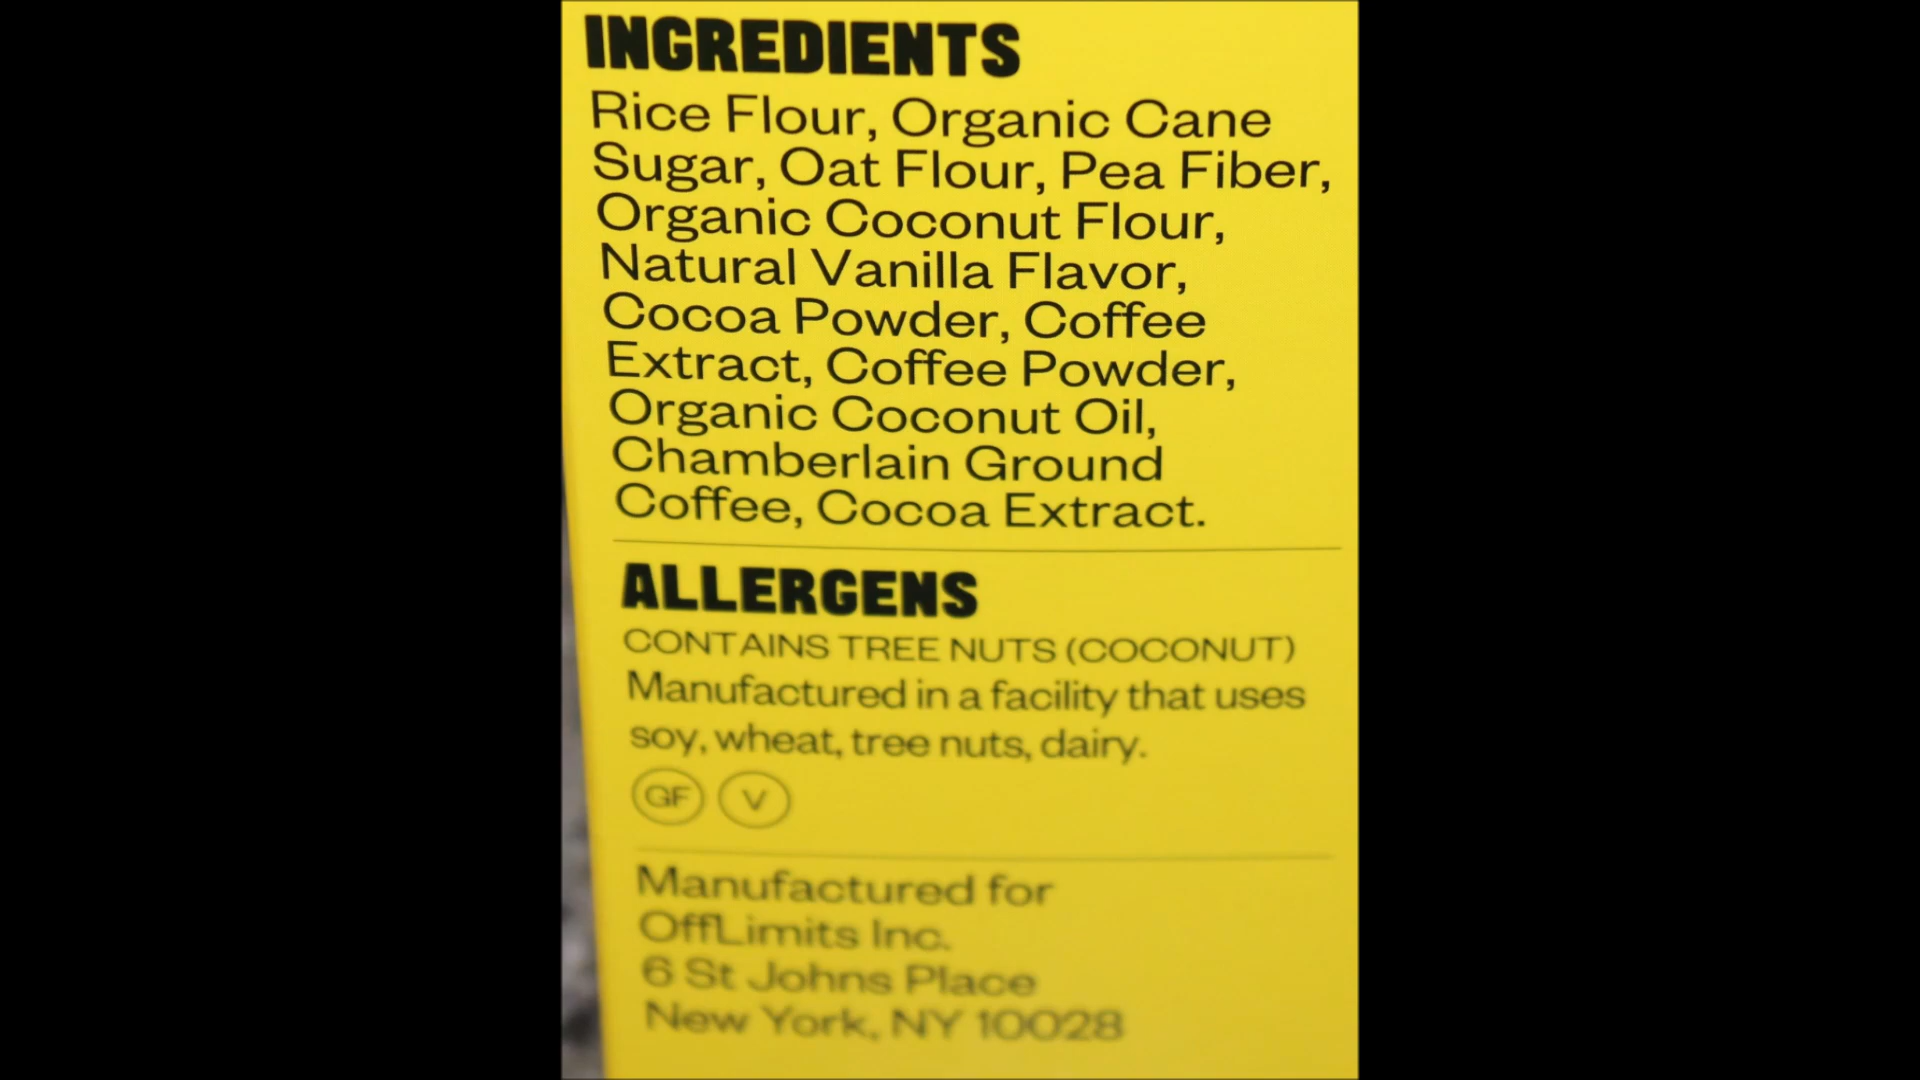 INGREDIENTS
Rice Flour, Organic Cane
Sugar, Oat Flour, Pea Fiber,
Organic Coconut Flour,
Natural Vanilla Flavor,
Cocoa Powder, Coffee
Extract, Coffee Powder,
Organic Coconut Oil,
Chamberlain Ground
Coffee, Cocoa Extract.
ALLERGENS
CONTAINS TREE NUTS (COCONUT)
Manufactured in a facility that uses
soy, wheat, tree nuts, dairy.
GF V
Manufactured for
OffLimits Inc.
6 St Johns Place
New York, NY 10028